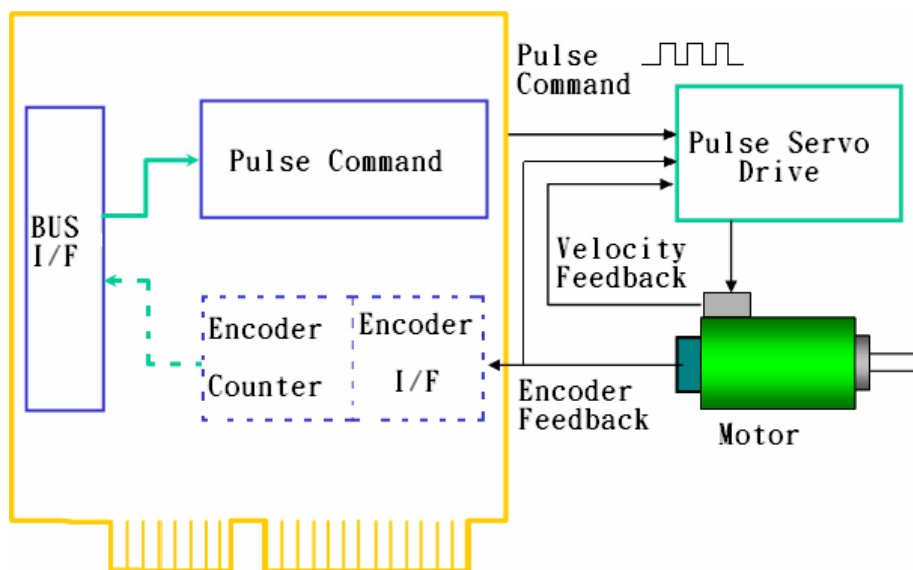 Pulse
Command
Pulse Servo
Drive
Pulse Command
BUS
I/F
Velocity
Feedback
Encoder
Counter
Encoder
I/F
Encoder
Feedback
Motor